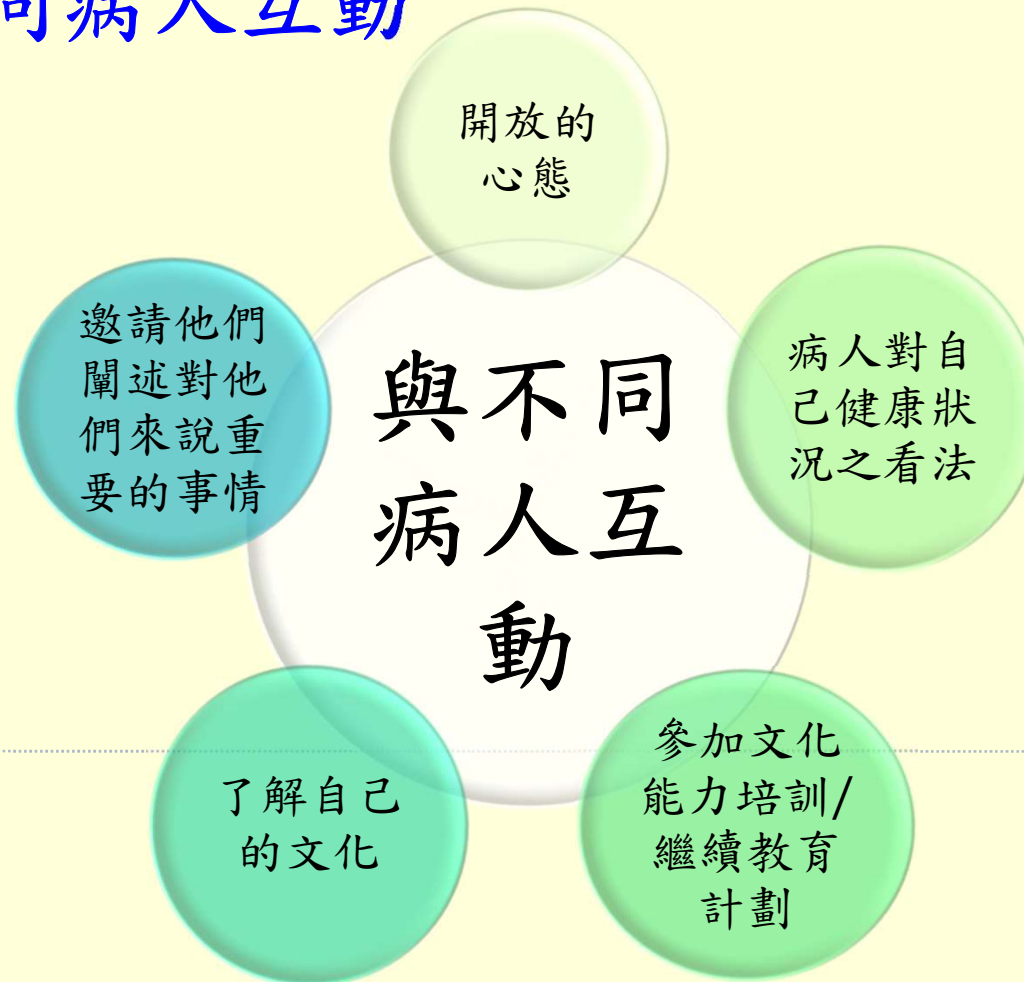 同病人互動
開放的
心態
病人對自
己健康狀
況之看法
參加文化
能力培訓/
繼續教育
計劃
了解自己
的文化
邀請他們
闡述對他
們來說重
要的事情
與不同
病人互
動